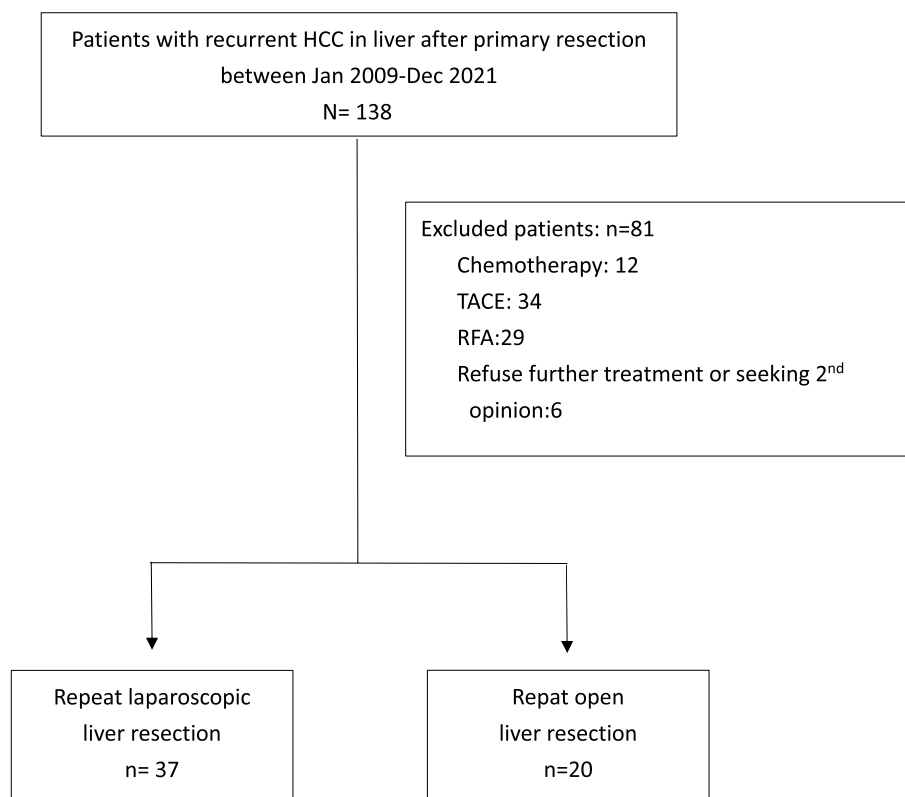 Patients with recurrent HCC in liver after primary resection
between Jan 2009-Dec 2021
N= 138
Excluded patients: n=81
Chemotherapy: 12
TACE: 34
RFA:29
Refuse further treatment or seeking 2nd
opinion:6
Repeat laparoscopic
liver resection
n= 37
Repat open
liver resection
n=20